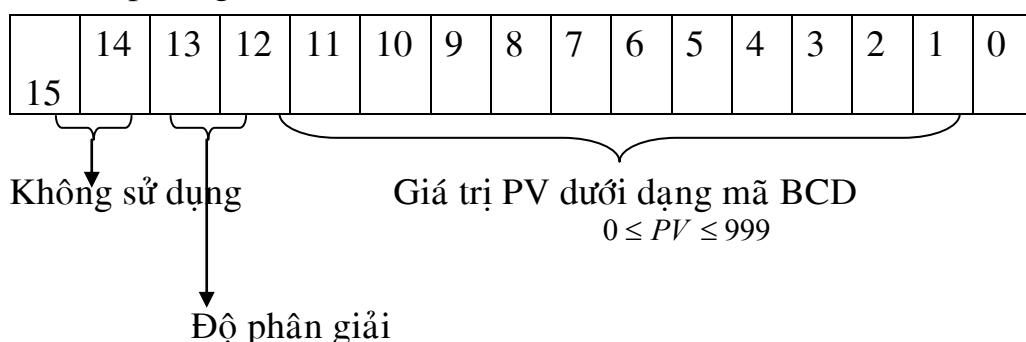 15 14 13 12 11 10 9 8 7 6 5 4 3 2 1 0
Không sử dụng Giá trị PV dưới dạng mã BCD
0 ≤ PV ≤ 999
Độ phân giải